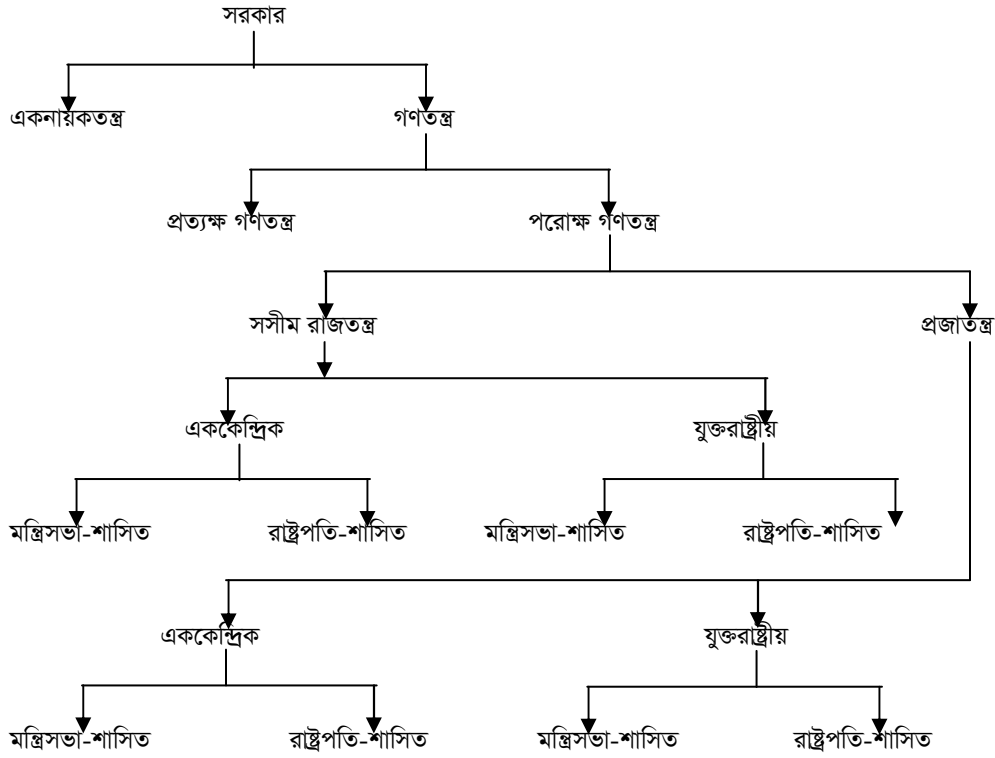 সরকার
একনায়কতন্ত্র গণতন্ত্র
প্রত্যক্ষ গণতন্ত্র পরোক্ষ গণতন্ত্র
সসীম রাজতন্ত্র প্রজাতন্ত্র
এককেন্দ্রিক যুক্তরাষ্ট্রীয়
মন্ত্রিসভা-শাসিত রাষ্ট্রপতি-শাসিত মন্ত্রিসভা-শাসিত রাষ্ট্রপতি-শাসিত
এককেন্দ্রিক যুক্তরাষ্ট্রীয়
মন্ত্রিসভা-শাসিত রাষ্ট্রপতি-শাসিত মন্ত্রিসভা-শাসিত রাষ্ট্রপতি-শাসিত